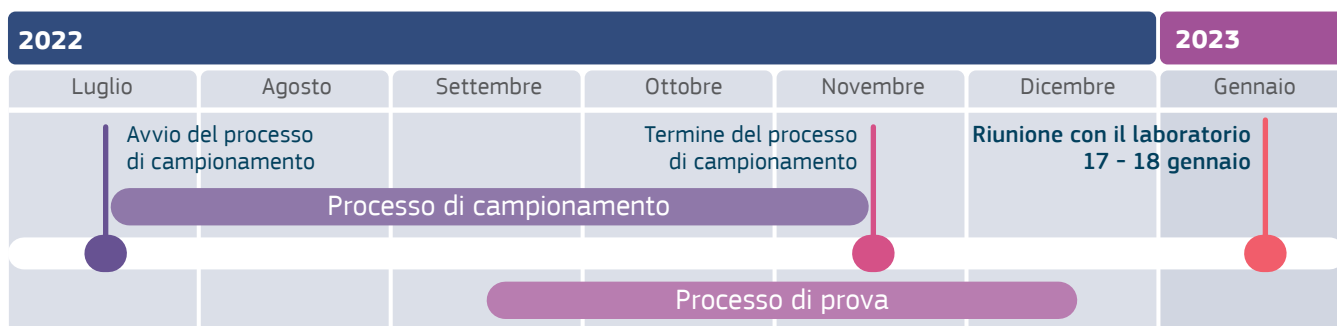 2022
2023
Luglio
Agosto
Settembre
Ottobre
Novembre
Dicembre
Gennaio
Avvio del processo
di campionamento
Termine del processo
di campionamento
Riunione con il laboratorio
17 - 18 gennaio
Processo di campionamento
Processo di prova